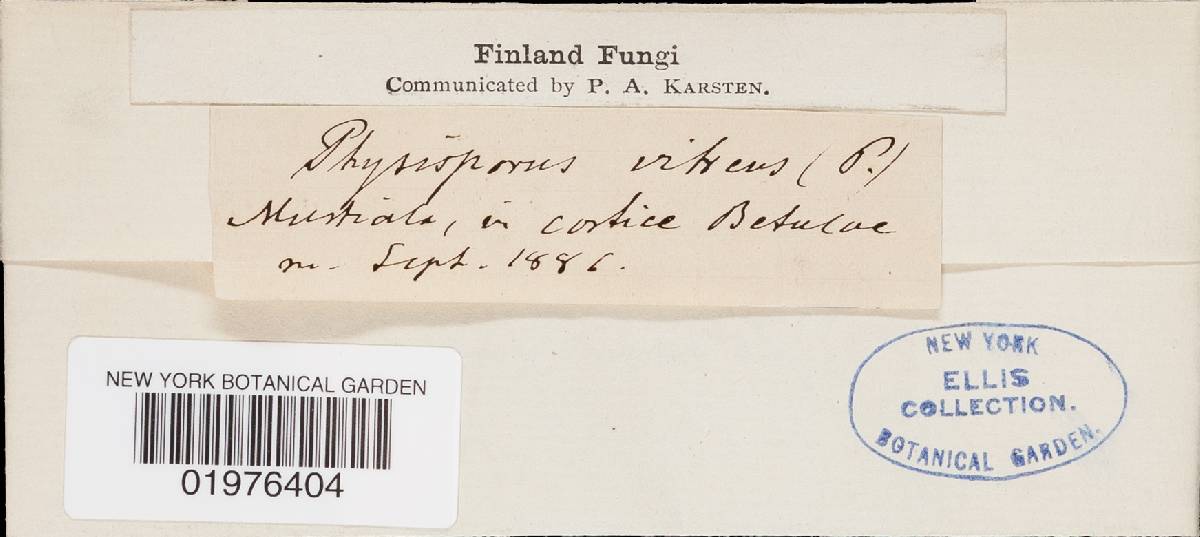 Finland Fungi
Communicated by P. A. KARSTEN.
Physisporus vitreus (P.)
Mustiala, in cortice Betulae
m. Sept. 1886.
NEW YORK BOTANICAL GARDEN
01976404
NEW YORK
ELLIS
COLLECTION.
BOTANICAL GARDEN.